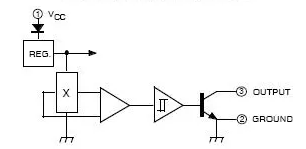 ① VCC
REG.
X
③ OUTPUT
② GROUND